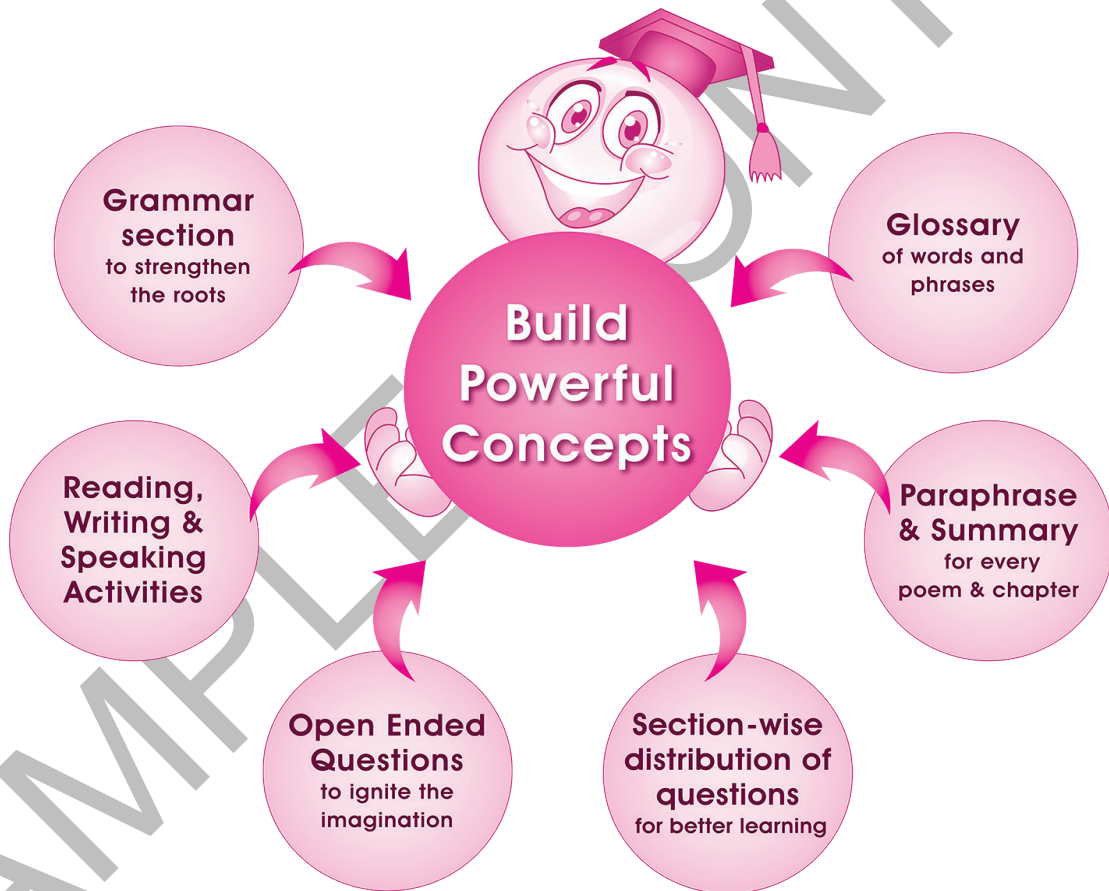 Grammar
section
to strengthen
the roots
Glossary
of words and
phrases
Build
Powerful
Concepts
Reading,
Writing &
Speaking
Activities
Paraphrase
& Summary
for every
poem & chapter
Open Ended
Questions
to ignite the
imagination
Section-wise
distribution of
questions
for better learning